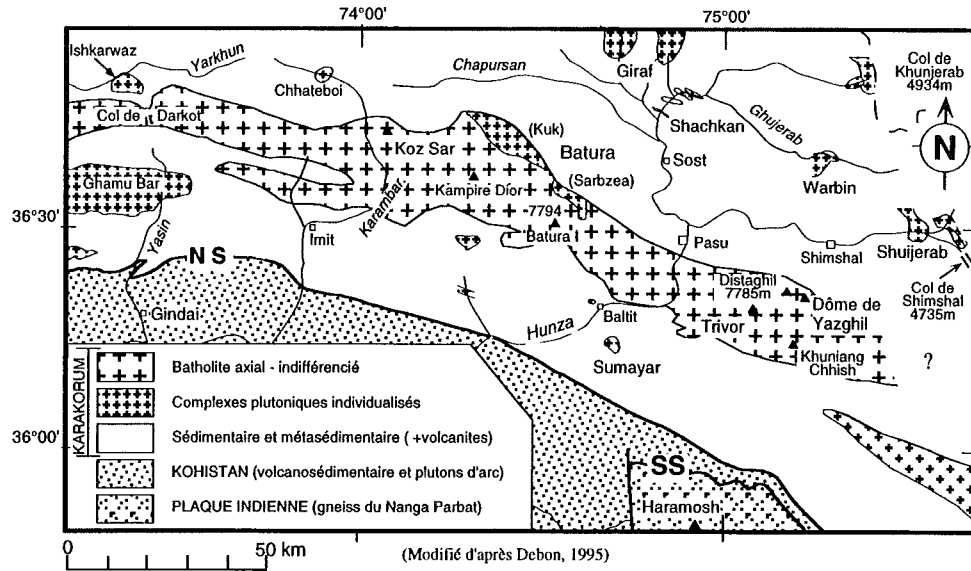 74°00'
75°00'
Ishkarwaz
Yarkhun
Chhateboi
Chapursan
Giraf
Col de
Khunjerab
4934m
Col de Darkot
Koz Sar
(Kuk)
Batura
Shachkan
Ghujerab
N
Sost
Warbin
Ghamu Bar
Kampire Dior
(Sarbzea)
36°30'
Karambar
7794
Batura
Imit
Yasin
Pasu
Shimshal
Shuijerab
NS
Distaghil
7785m
Dôme de
Yazghil
Col de
Shimshal
4735m
Gindai
Hunza
Baltit
Trivor
Khuniang
Chhish
?
Sumayar
36°00'
KARAKORUM
Batholite axial - indifférencié
Complexes plutoniques individualisés
Sédimentaire et métasédimentaire ( +volcanites)
KOHISTAN (volcanosédimentaire et plutons d'arc)
PLAQUE INDIENNE (gneiss du Nanga Parbat)
SS
Haramosh
0 50 km
(Modifié d'après Debon, 1995)